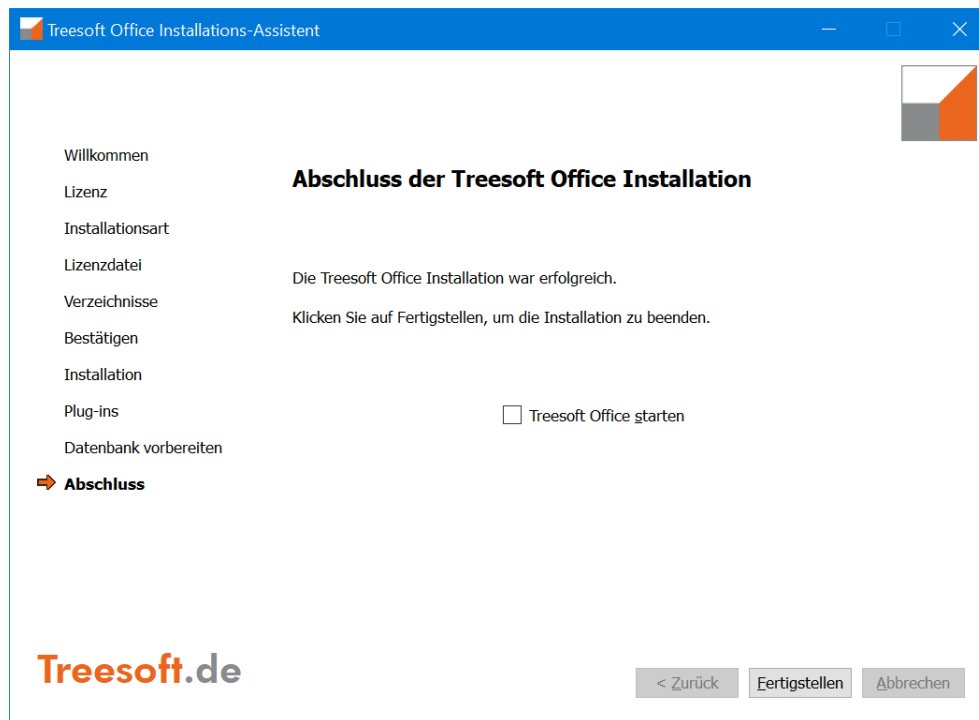 Treesoft Office Installations-Assistent
Willkommen
Lizenz
Installationsart
Lizenzdatei
Verzeichnisse
Bestätigen
Installation
Plug-ins
Datenbank vorbereiten
Abschluss
Abschluss der Treesoft Office Installation
Die Treesoft Office Installation war erfolgreich.
Klicken Sie auf Fertigstellen, um die Installation zu beenden.
Treesoft Office starten
Treesoft.de
< Zurück
Fertigstellen
Abbrechen